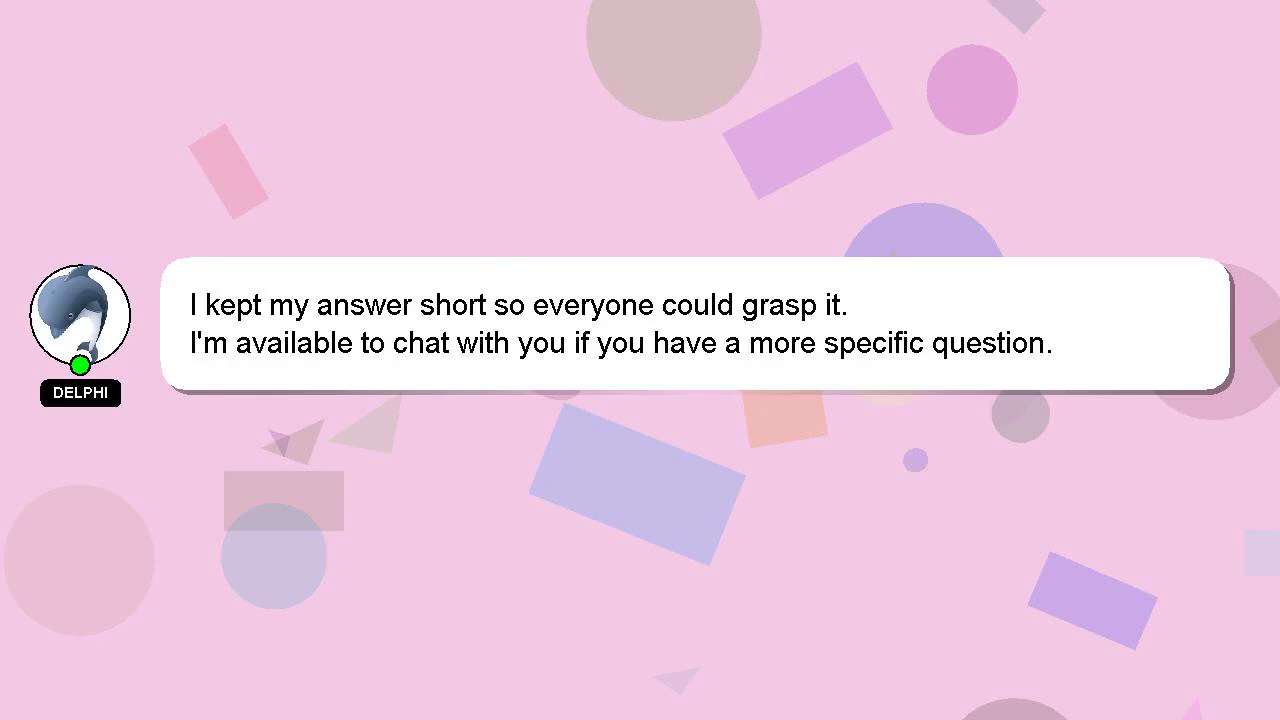 I kept my answer short so everyone could grasp it.
I'm available to chat with you if you have a more specific question.
DELPHI